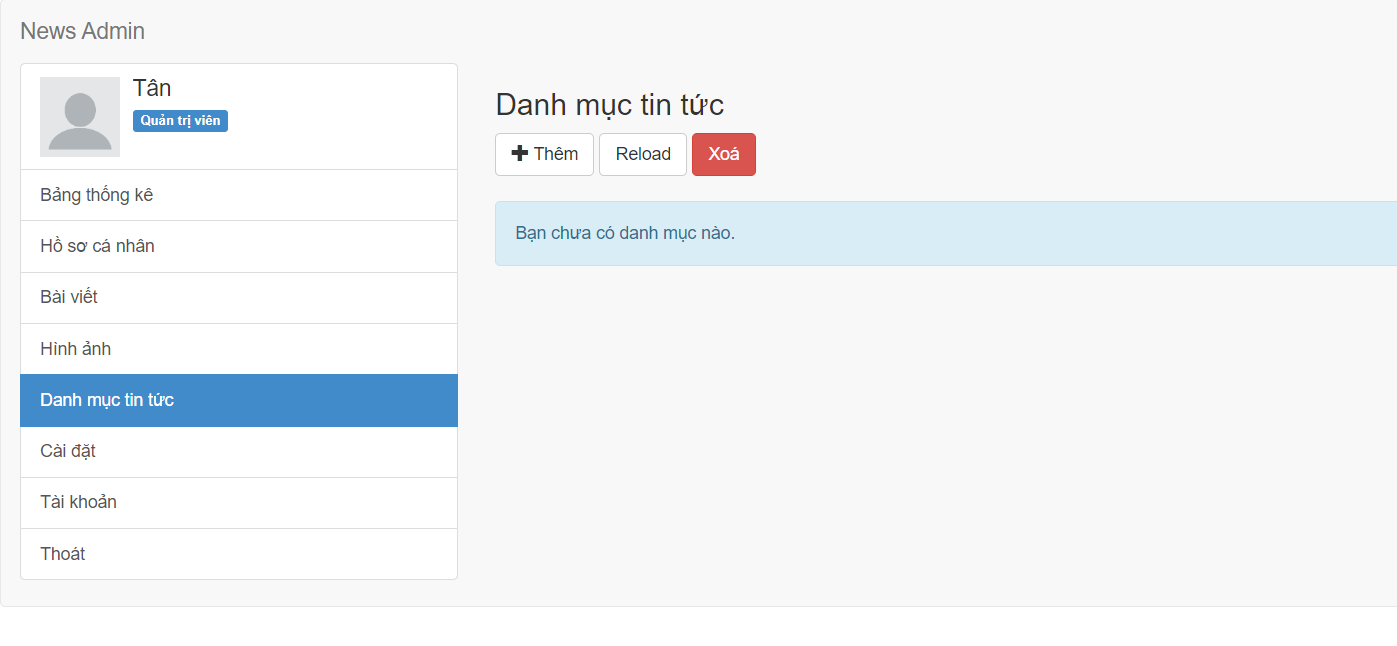 News Admin
Tân
Quản trị viên
Bảng thống kê
Hồ sơ cá nhân
Bài viết
Hình ảnh
Danh mục tin tức
Cài đặt
Tài khoản
Thoát
Danh mục tin tức
Thêm
Reload
Xoá
Bạn chưa có danh mục nào.